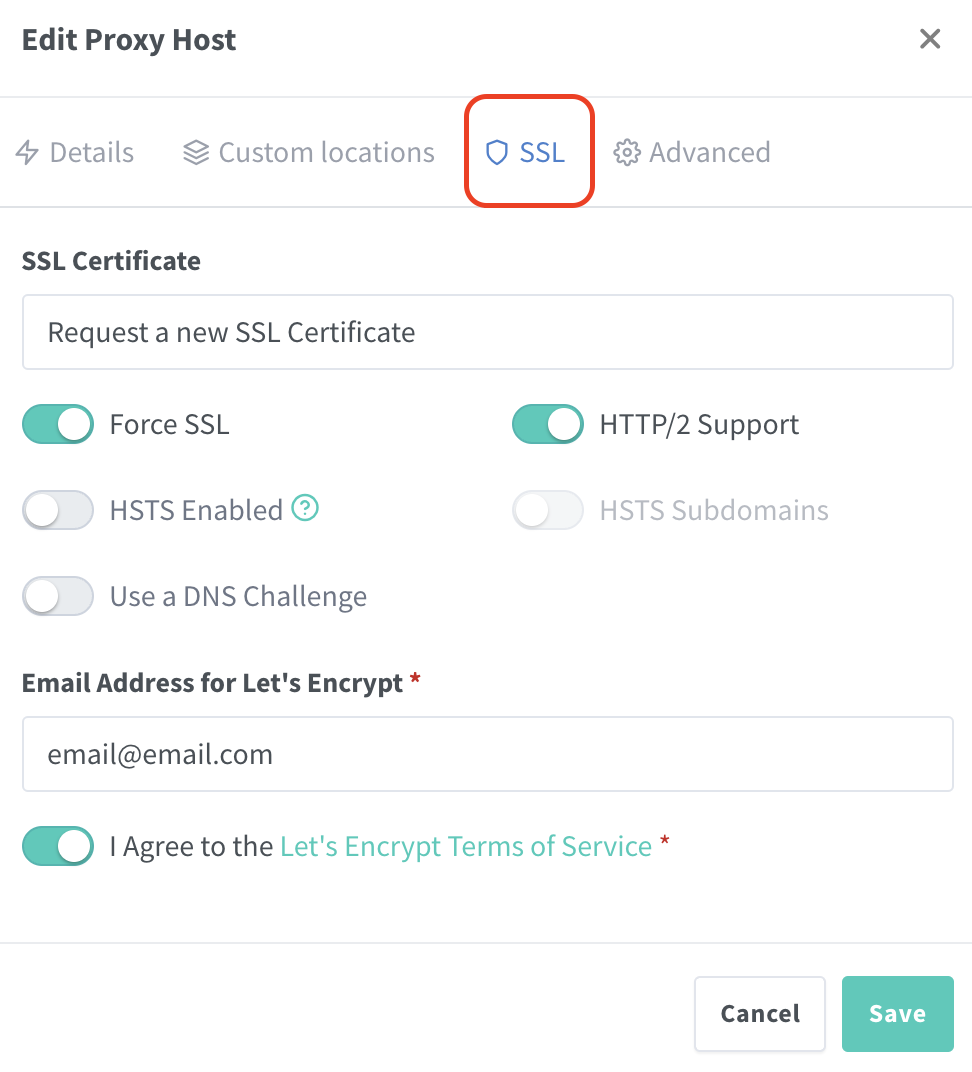 Edit Proxy Host
Details Custom locations SSL Advanced
SSL Certificate
Request a new SSL Certificate
Force SSL HTTP/2 Support
HSTS Enabled ? HSTS Subdomains
Use a DNS Challenge
Email Address for Let's Encrypt *
email@email.com
I Agree to the Let's Encrypt Terms of Service *
Cancel Save